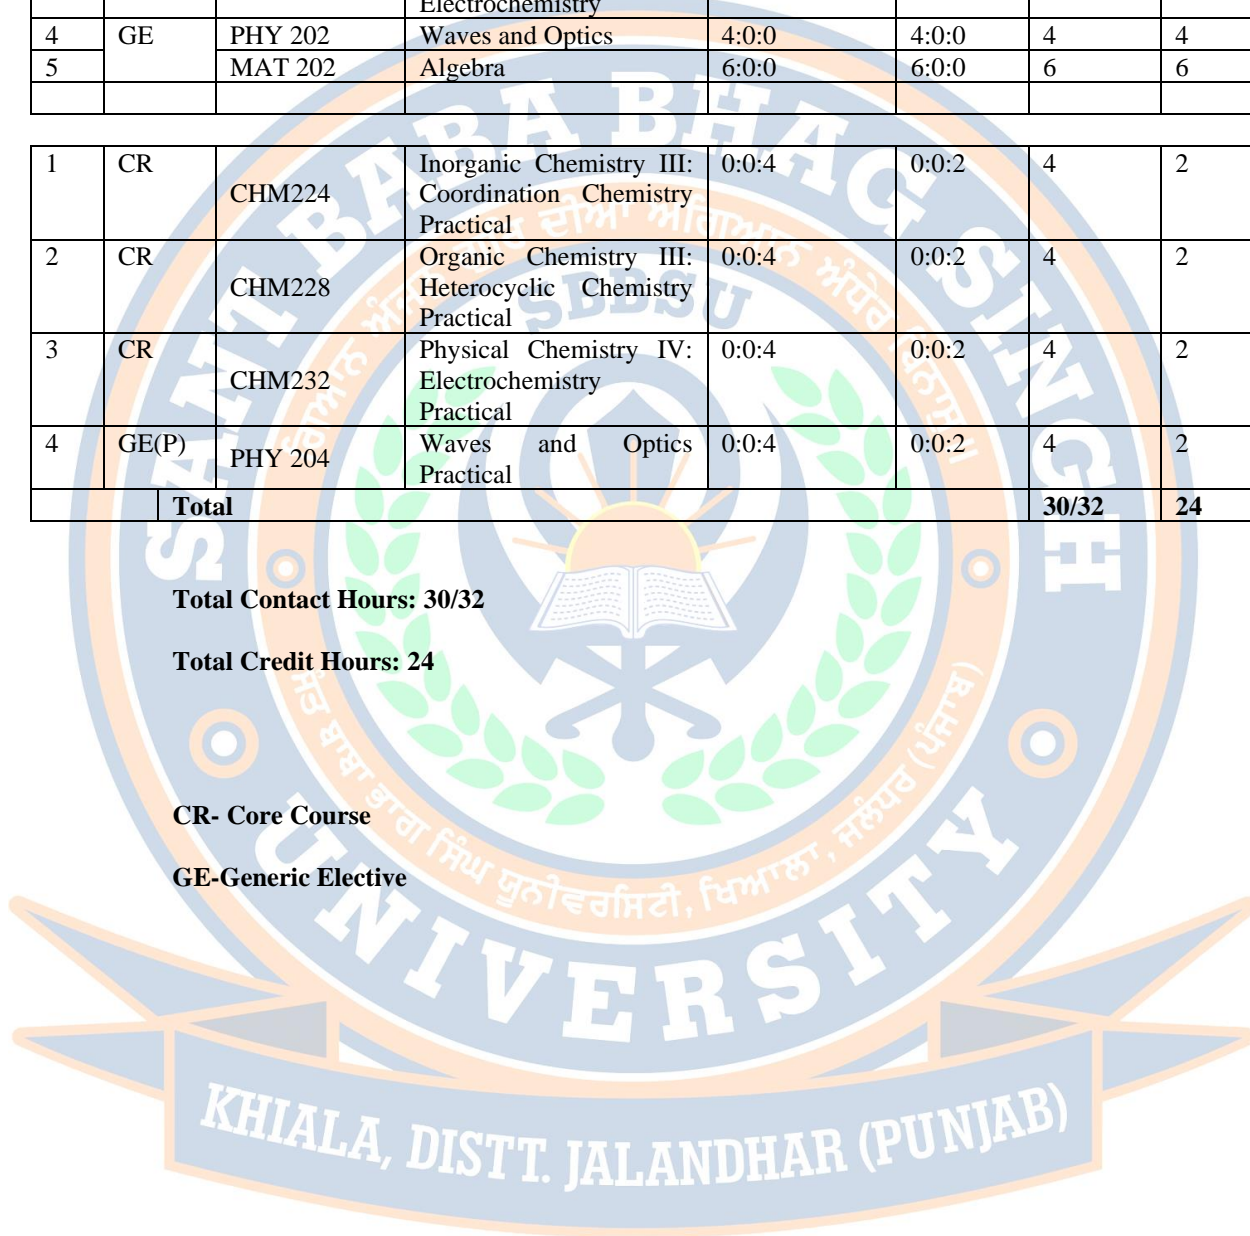 Electrochemistry
4 GE PHY 202 Waves and Optics 4:0:0 4:0:0 4 4
5 MAT 202 Algebra 6:0:0 6:0:0 6 6
1 CR CHM224 Inorganic Chemistry III: 0:0:4 0:0:2 4 2
Coordination Chemistry
Practical
2 CR CHM228 Organic Chemistry III: 0:0:4 0:0:2 4 2
Heterocyclic Chemistry
Practical
3 CR CHM232 Physical Chemistry IV: 0:0:4 0:0:2 4 2
Electrochemistry
Practical
4 GE(P) PHY 204 Waves and Optics 0:0:4 0:0:2 4 2
Practical
Total 30/32 24
Total Contact Hours: 30/32
Total Credit Hours: 24
CR- Core Course
GE-Generic Elective
SANT BABA BHAG SINGH
UNIVERSITY
SBBSU
ਸੰਤ ਬਾਬਾ ਭਾਗ ਸਿੰਘ ਯੂਨੀਵਰਸਿਟੀ, ਖਿਆਲਾ, ਜਲੰਧਰ (ਪੰਜਾਬ)
KHIALA, DISTT. JALANDHAR (PUNJAB)